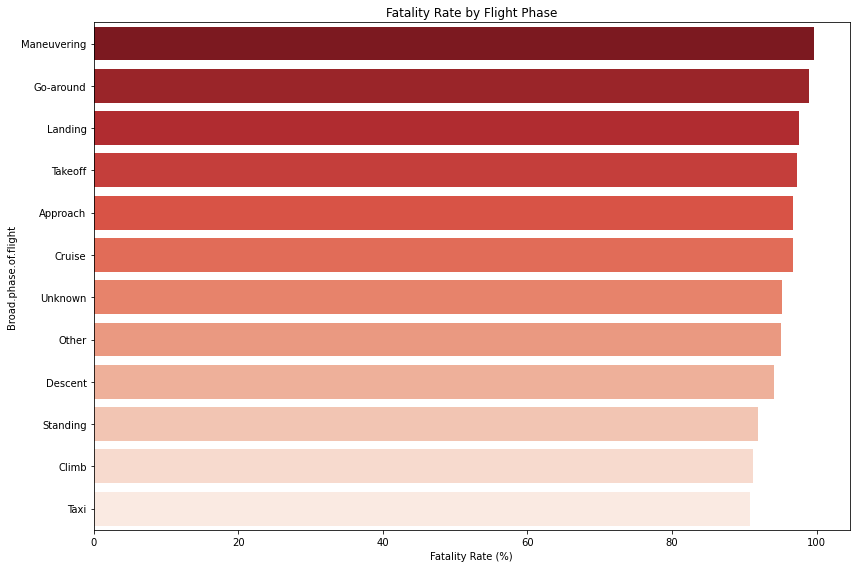 Fatality Rate by Flight Phase
Broad.phase.of.flight
Maneuvering
Go-around
Landing
Takeoff
Approach
Cruise
Unknown
Other
Descent
Standing
Climb
Taxi
0 20 40 60 80 100
Fatality Rate (%)